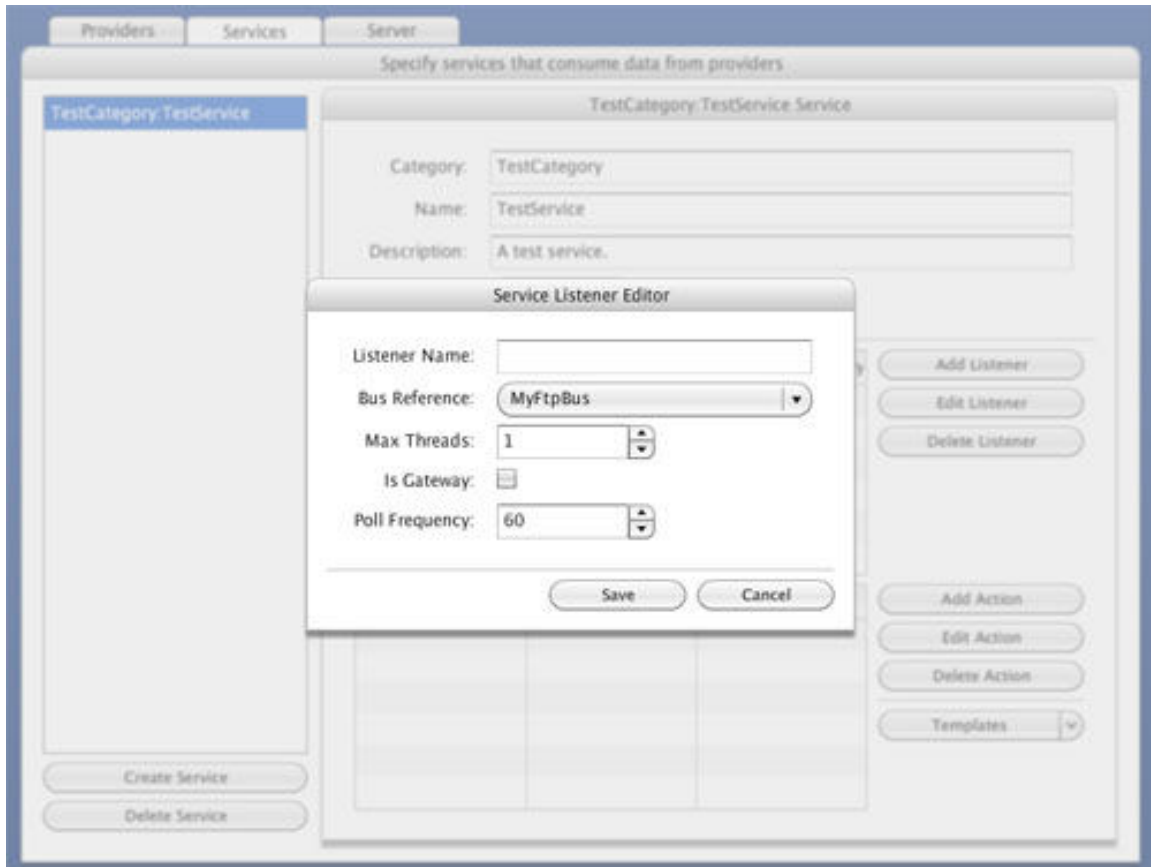 Providers
Services
Server
Specify services that consume data from providers
TestCategory:TestService
TestCategory:TestService Service
Category:
TestCategory
Name:
TestService
Description:
A test service.
Service Listener Editor
Listener Name:
Bus Reference:
MyFtpBus
Max Threads:
1
Is Gateway:
Poll Frequency:
60
Save
Cancel
Add Listener
Edit Listener
Delete Listener
Add Action
Edit Action
Delete Action
Templates
Create Service
Delete Service